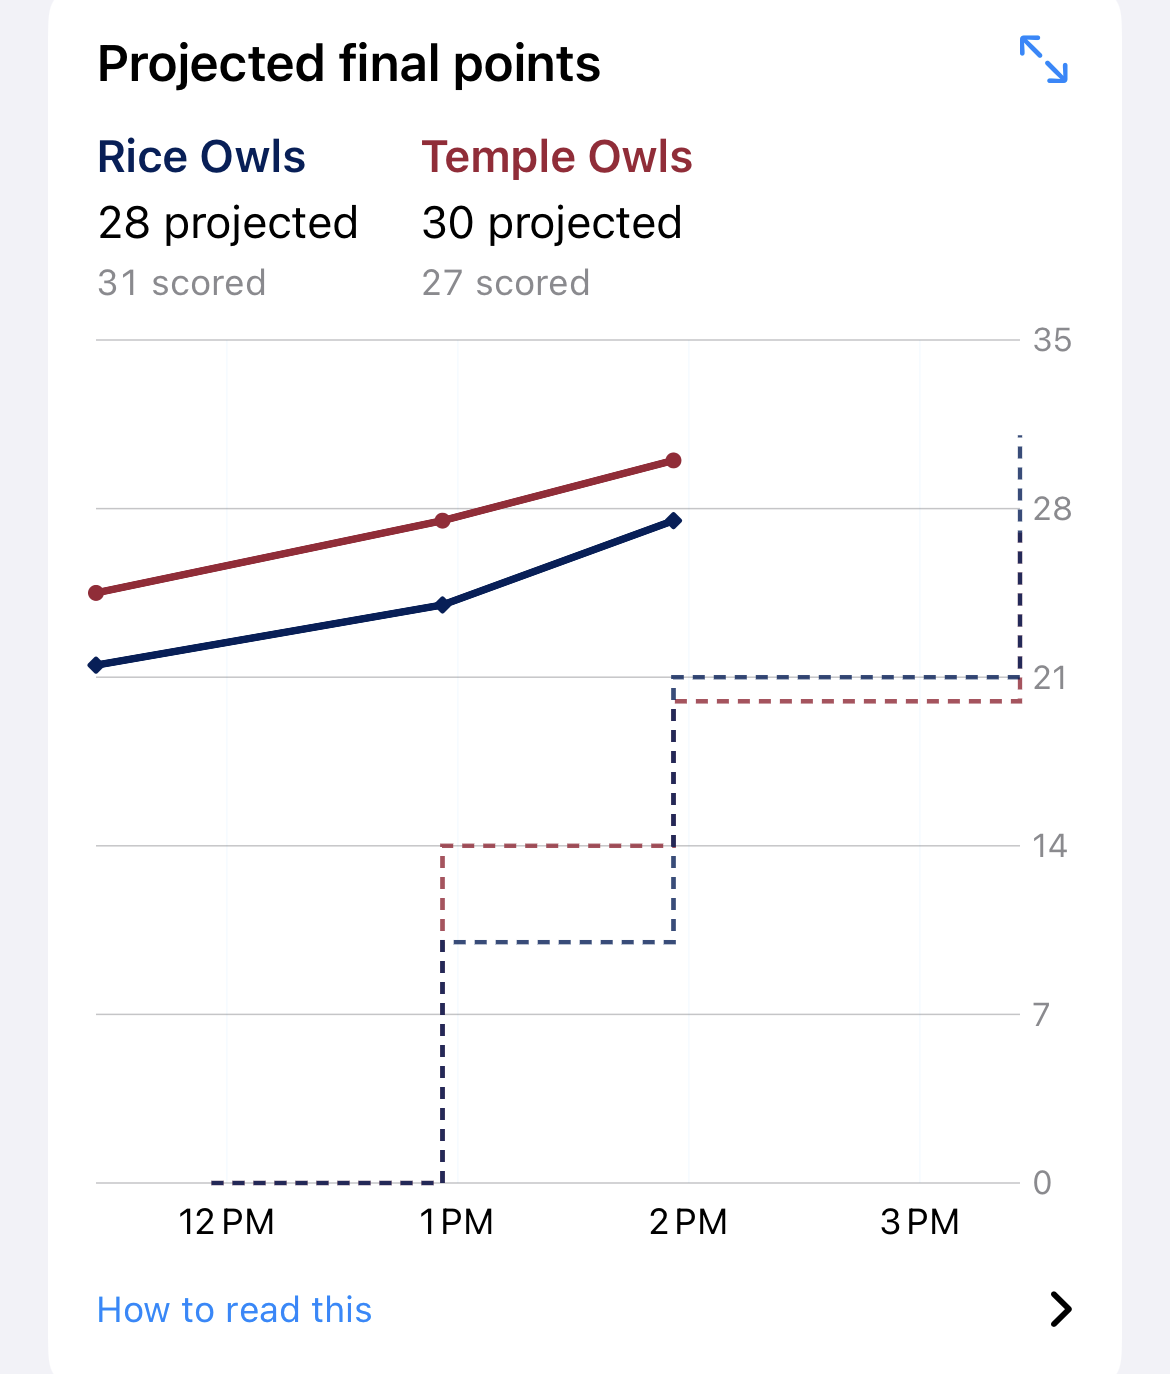 Projected final points
Rice Owls Temple Owls
28 projected 30 projected
31 scored 27 scored
35
28
21
14
7
0
12 PM 1 PM 2 PM 3 PM
How to read this